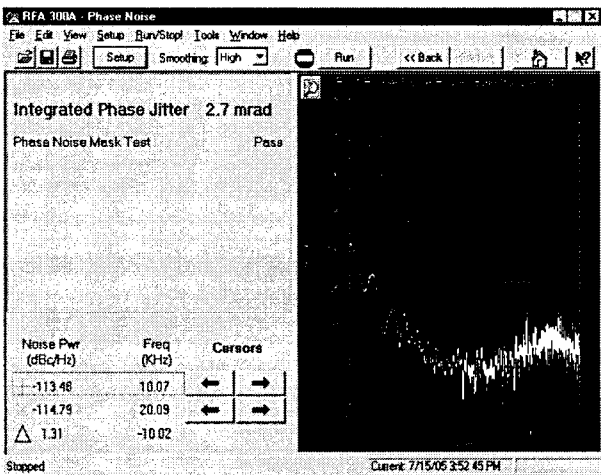 RFA 300A - Phase Noise
File Edit View Setup Run/Stop! Tools Window Help
Setup Smoothing: High Run << Back
Integrated Phase Jitter 2.7 mrad
Phase Noise Mask Test Pass
Noise Pwr (dBc/Hz) Freq (KHz) Cursors
-113.48 10.07
-114.79 20.09
△ 1.31 -10.02
Stopped Current: 7/15/05 3:52:45 PM